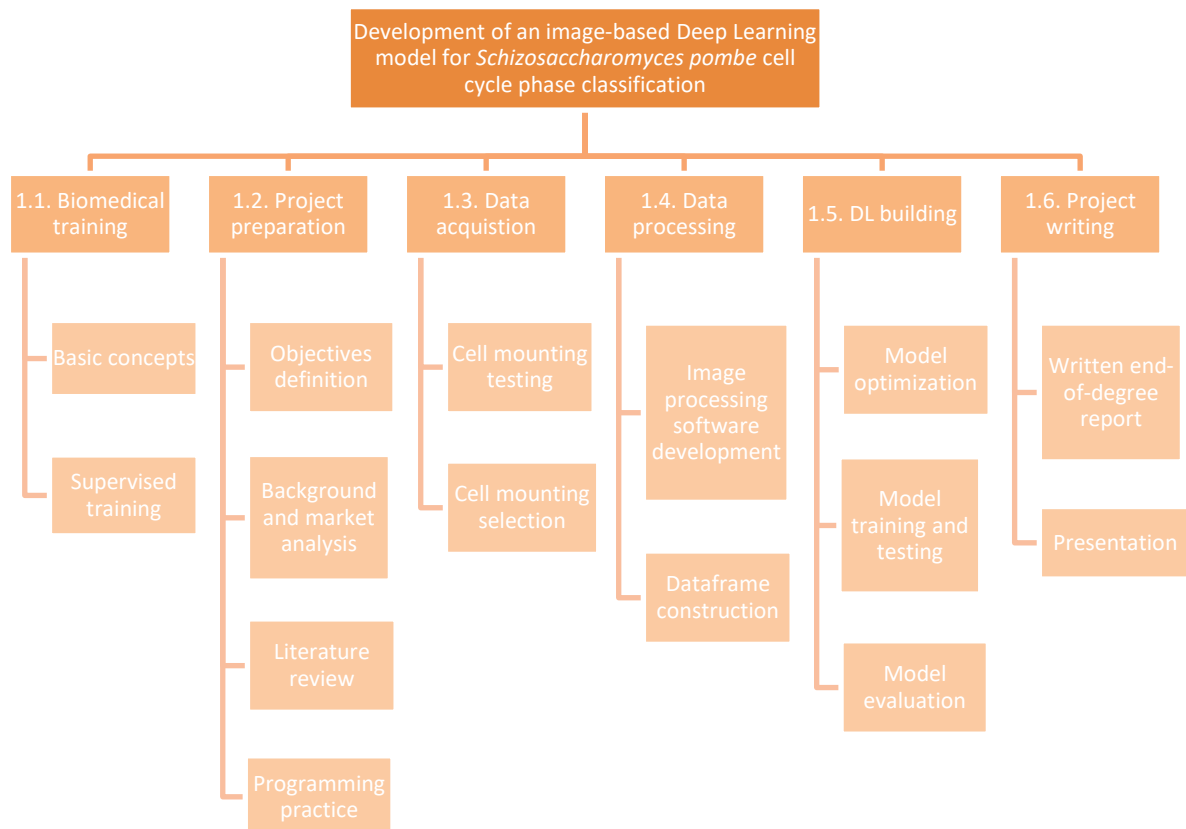 Development of an image-based Deep Learning
model for Schizosaccharomyces pombe cell
cycle phase classification
1.1. Biomedical
training
Basic concepts
Supervised
training
1.2. Project
preparation
Objectives
definition
Background
and market
analysis
Literature
review
Programming
practice
1.3. Data
acquistion
Cell mounting
testing
Cell mounting
selection
1.4. Data
processing
Image
processing
software
development
Dataframe
construction
1.5. DL building
Model
optimization
Model
training and
testing
Model
evaluation
1.6. Project
writing
Written end-
of-degree
report
Presentation